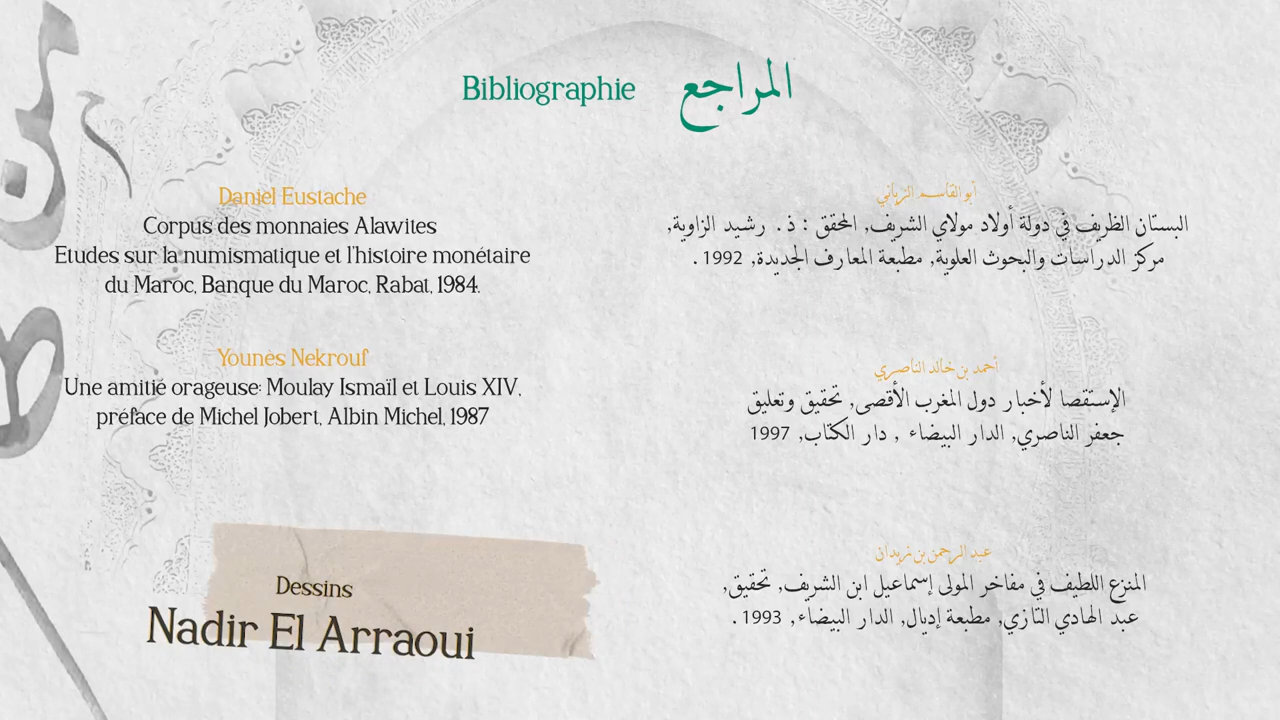 Bibliographie المراجع
Daniel Eustache
Corpus des monnaies Alawites
Etudes sur la numismatique et l'histoire monétaire
du Maroc, Banque du Maroc, Rabat, 1984.
Younès Nekrouf
Une amitié orageuse: Moulay Ismaïl et Louis XIV,
préface de Michel Jobert, Albin Michel, 1987
Dessins
Nadir El Arraoui
أبو القاسم الزياني
البستان الظريف في دولة أولاد مولاي الشريف, المحقق : ذ . رشيد الزاوية,
مركز الدراسات والبحوث العلوية, مطبعة المعارف الجديدة, 1992 .
أحمد بن خالد الناصري
الإستقصا لأخبار دول المغرب الأقصى, تحقيق وتعليق
جعفر الناصري, الدار البيضاء , دار الكتاب, 1997
عبد الرحمن بن زيدان
المنزع اللطيف في مفاخر المولى إسماعيل ابن الشريف, تحقيق,
عبد الهادي التازي, مطبعة إديال, الدار البيضاء, 1993 .